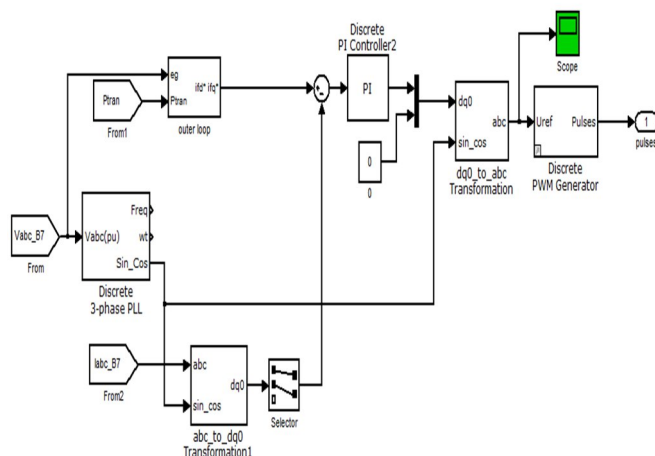 Discrete
PI Controller2
PI
Scope
eg
Ptran
ifd* ifq*
outer loop
Ptran
From1
+
-
0
0
dq0
sin_cos
abc
dq0_to_abc
Transformation
Uref
Pulses
Discrete
PWM Generator
1
pulses
Vabc_B7
From
Vabc(pu)
Freq
wt
Sin_Cos
Discrete
3-phase PLL
Iabc_B7
From2
abc
sin_cos
dq0
abc_to_dq0
Transformation1
Selector